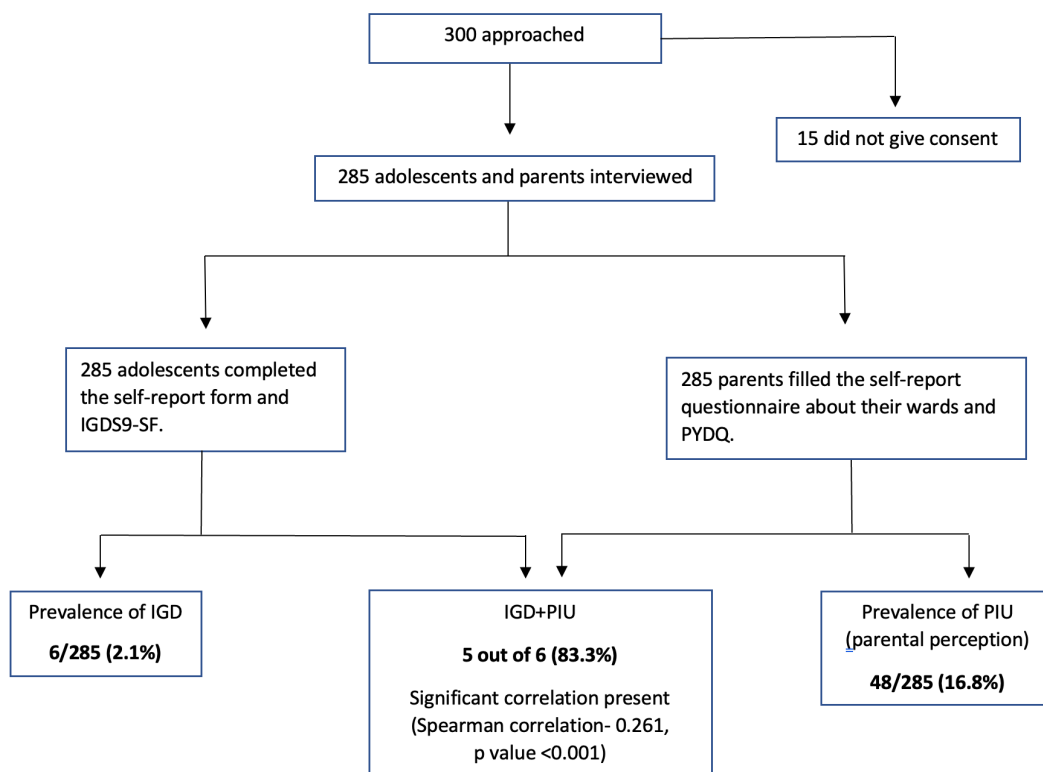 300 approached
15 did not give consent
285 adolescents and parents interviewed
285 adolescents completed
the self-report form and
IGDS9-SF.
285 parents filled the self-report
questionnaire about their wards and
PYDQ.
Prevalence of IGD
6/285 (2.1%)
IGD+PIU
5 out of 6 (83.3%)
Significant correlation present
(Spearman correlation- 0.261,
p value <0.001)
Prevalence of PIU
(parental perception)
48/285 (16.8%)